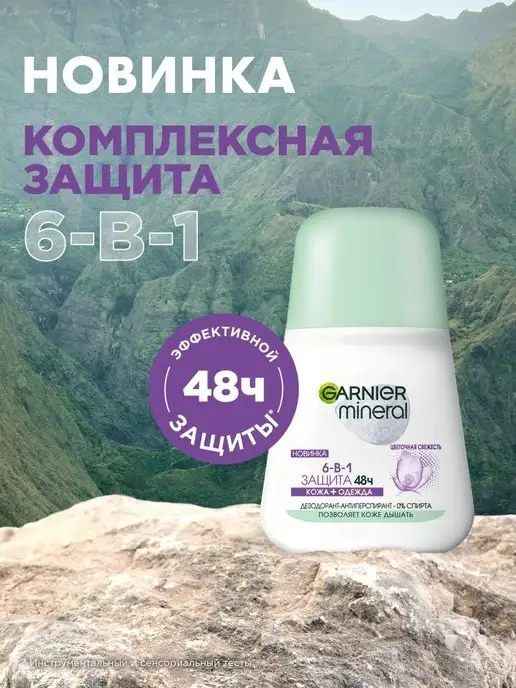 НОВИНКА
КОМПЛЕКСНАЯ
ЗАЩИТА
6-В-1
ЭФФЕКТИВНОЙ
48ч
ЗАЩИТЫ*
GARNIER
mineral
ЦВЕТОЧНАЯ СВЕЖЕСТЬ
НОВИНКА
6-В-1
ЗАЩИТА 48ч
КОЖА + ОДЕЖДА
ДЕЗОДОРАНТ-АНТИПЕРСПИРАНТ - 0% СПИРТА
ПОЗВОЛЯЕТ КОЖЕ ДЫШАТЬ
Инструментальный и сенсориальный тесты